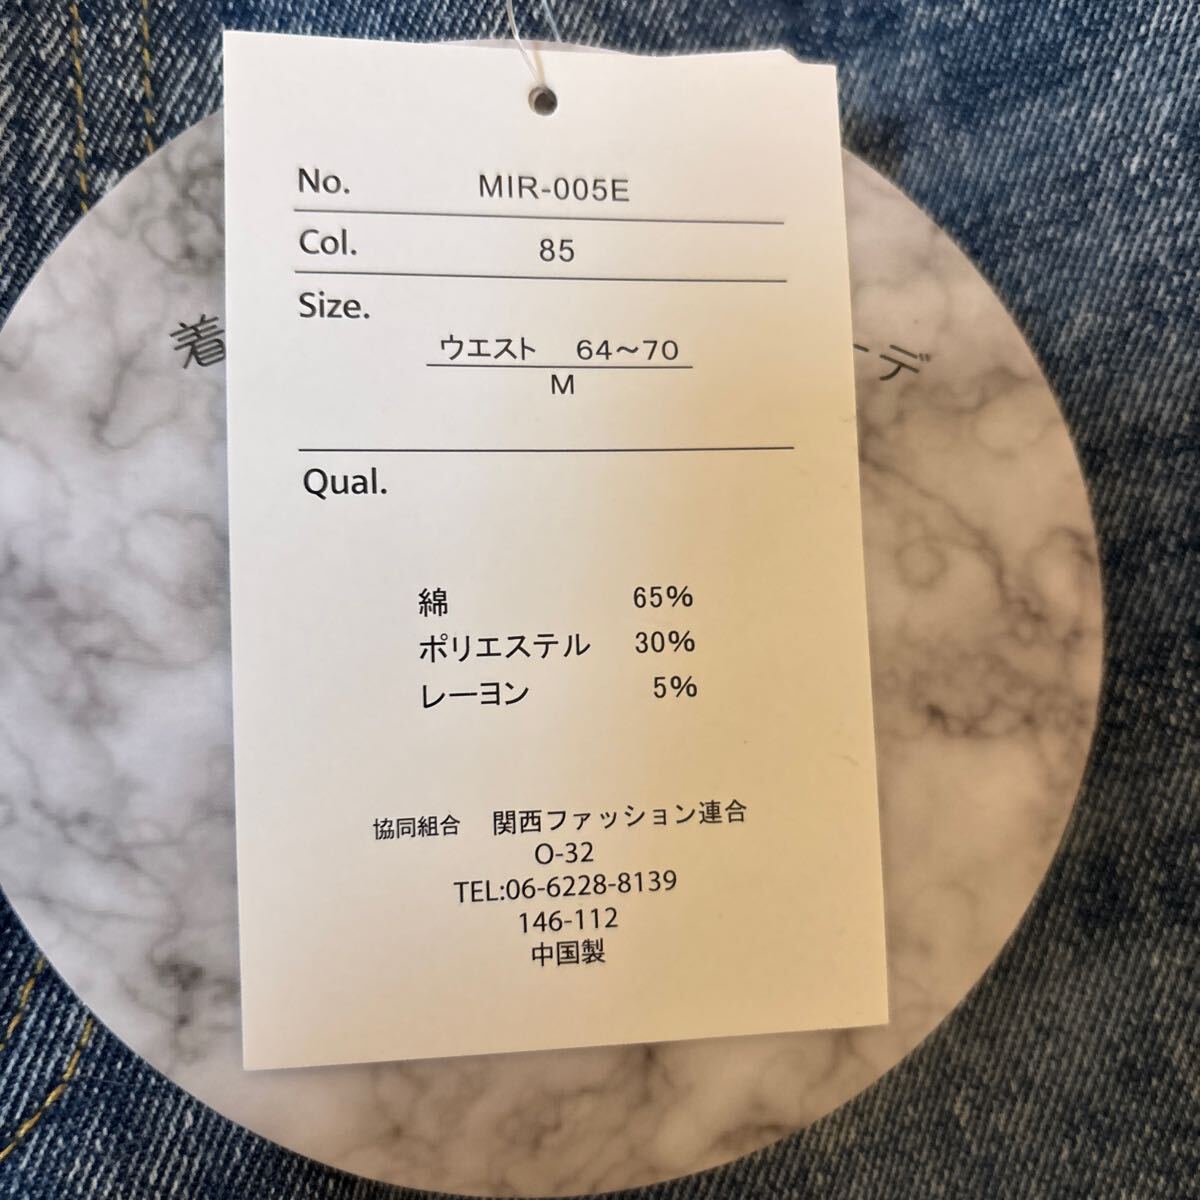 No. MIR-005E
Col. 85
Size.
ウエスト 64〜70
M
Qual.
綿 65%
ポリエステル 30%
レーヨン 5%
協同組合 関西ファッション連合
O-32
TEL:06-6228-8139
146-112
中国製
着
ーデ